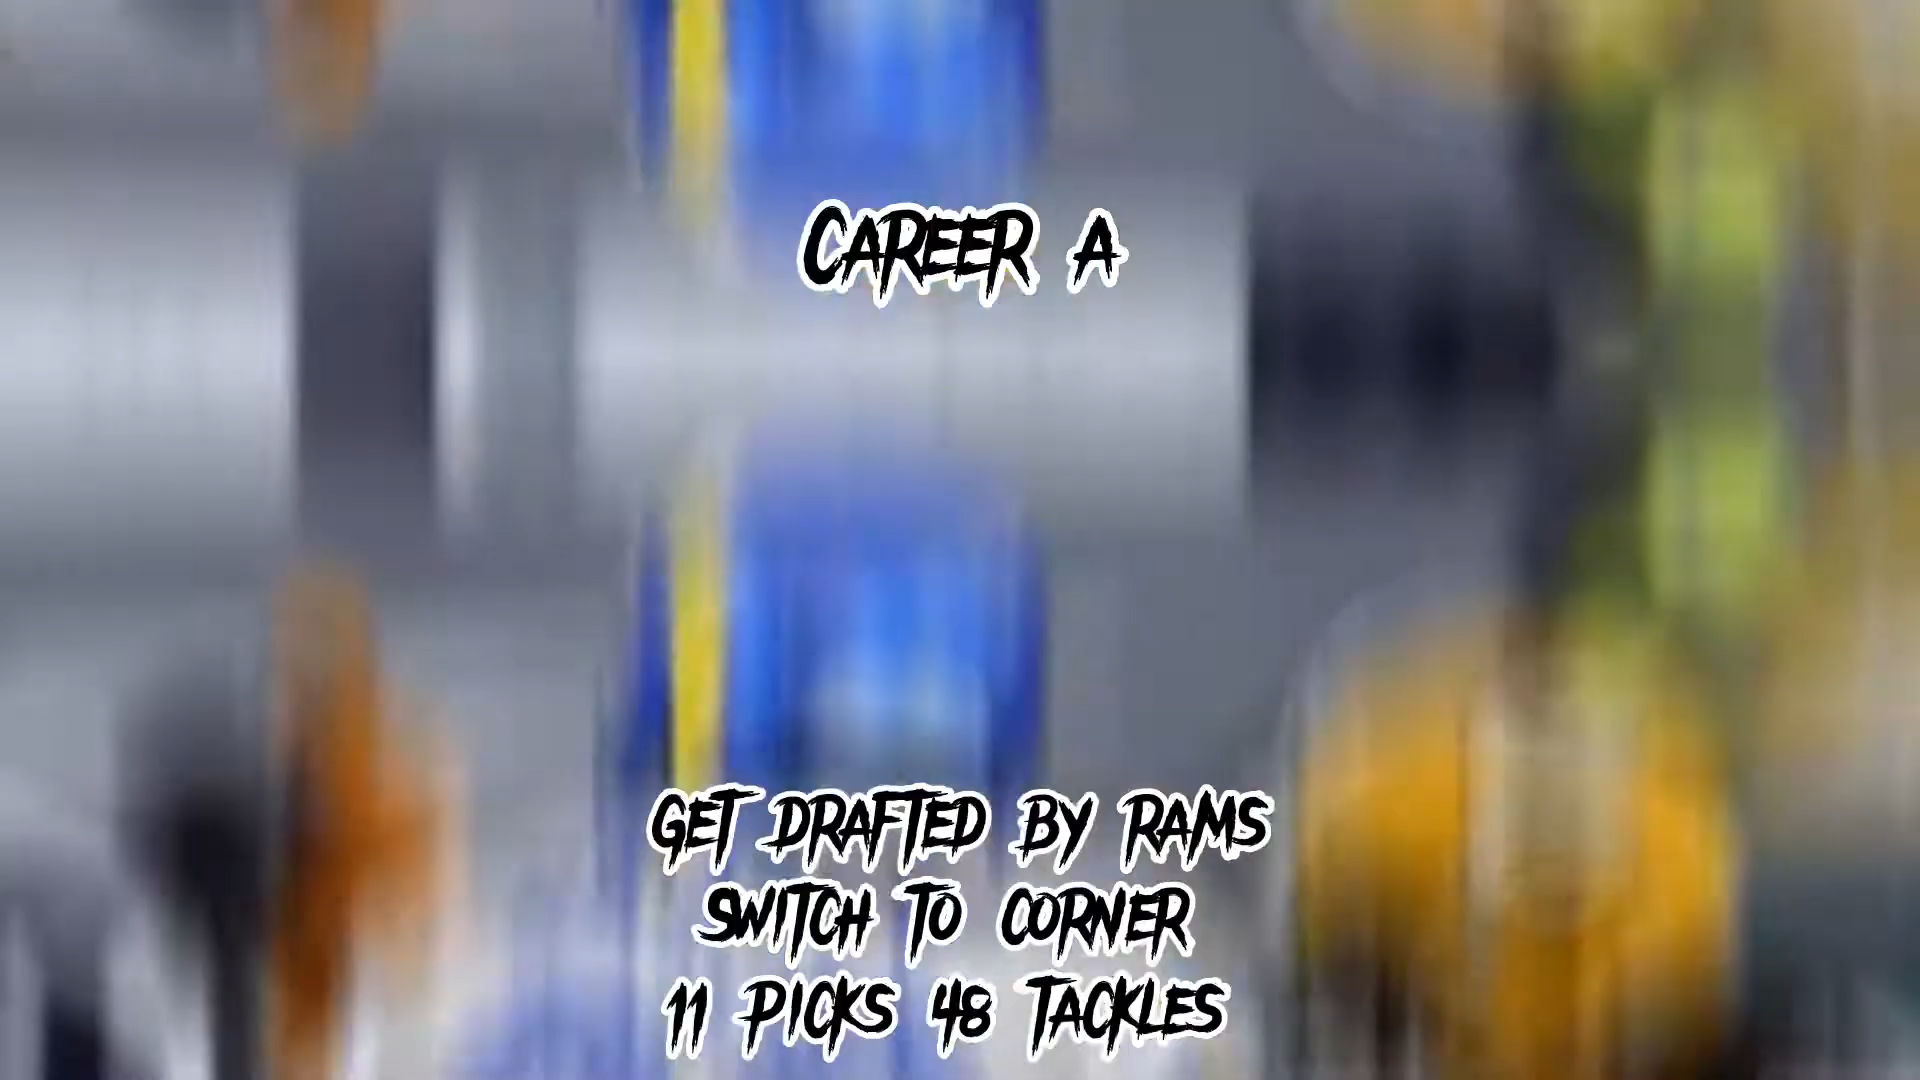 CAREER A
GET DRAFTED BY RAMS
SWITCH TO CORNER
11 PICKS 48 TACKLES